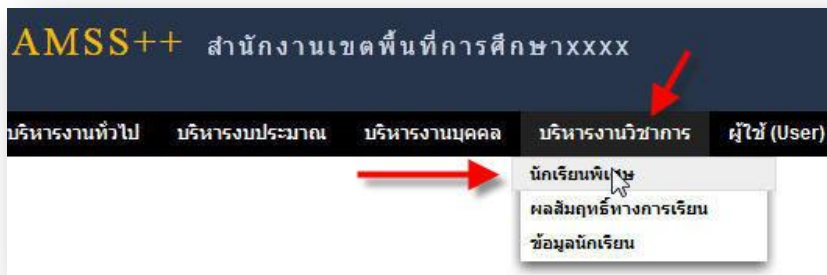 AMSS++ สำนักงานเขตพื้นที่การศึกษาxxxx
บริหารงานทั่วไป บริหารงบประมาณ บริหารงานบุคคล บริหารงานวิชาการ ผู้ใช้ (User)
นักเรียนพิเศษ
ผลสัมฤทธิ์ทางการเรียน
ข้อมูลนักเรียน